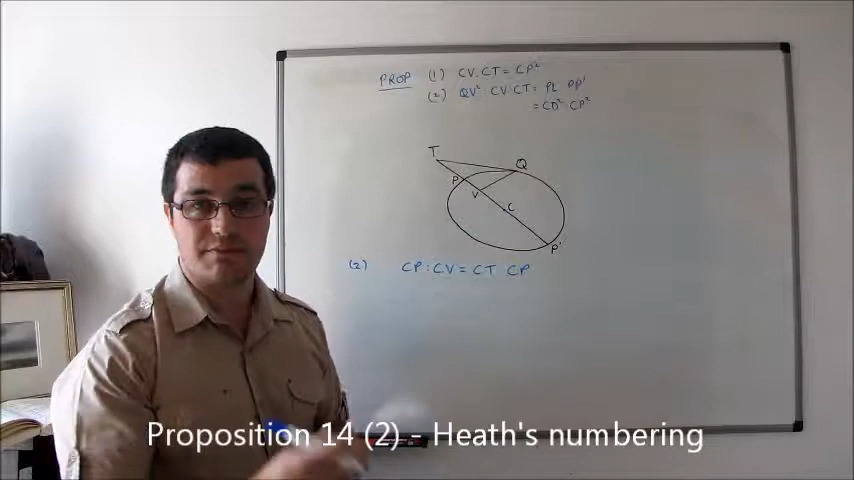 PROP (1) CV.CT = CP²
(2) QV² : CV.CT = PL : PP'
= CD² : CP²
T
Q
P
V
C
P'
(2) CP : CV = CT : CP
Proposition 14 (2) - Heath's numbering